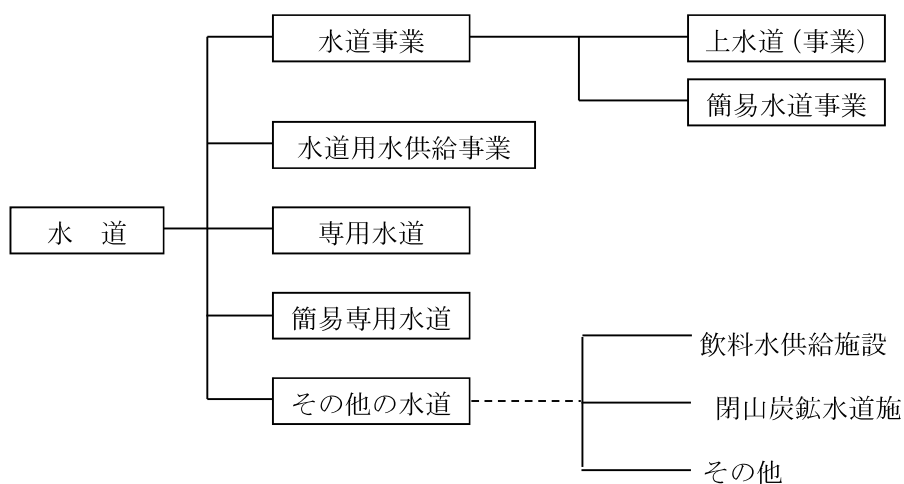 水道事業
上水道（事業）
簡易水道事業
水道用水供給事業
水　道
専用水道
簡易専用水道
その他の水道
飲料水供給施設
閉山炭鉱水道施
その他